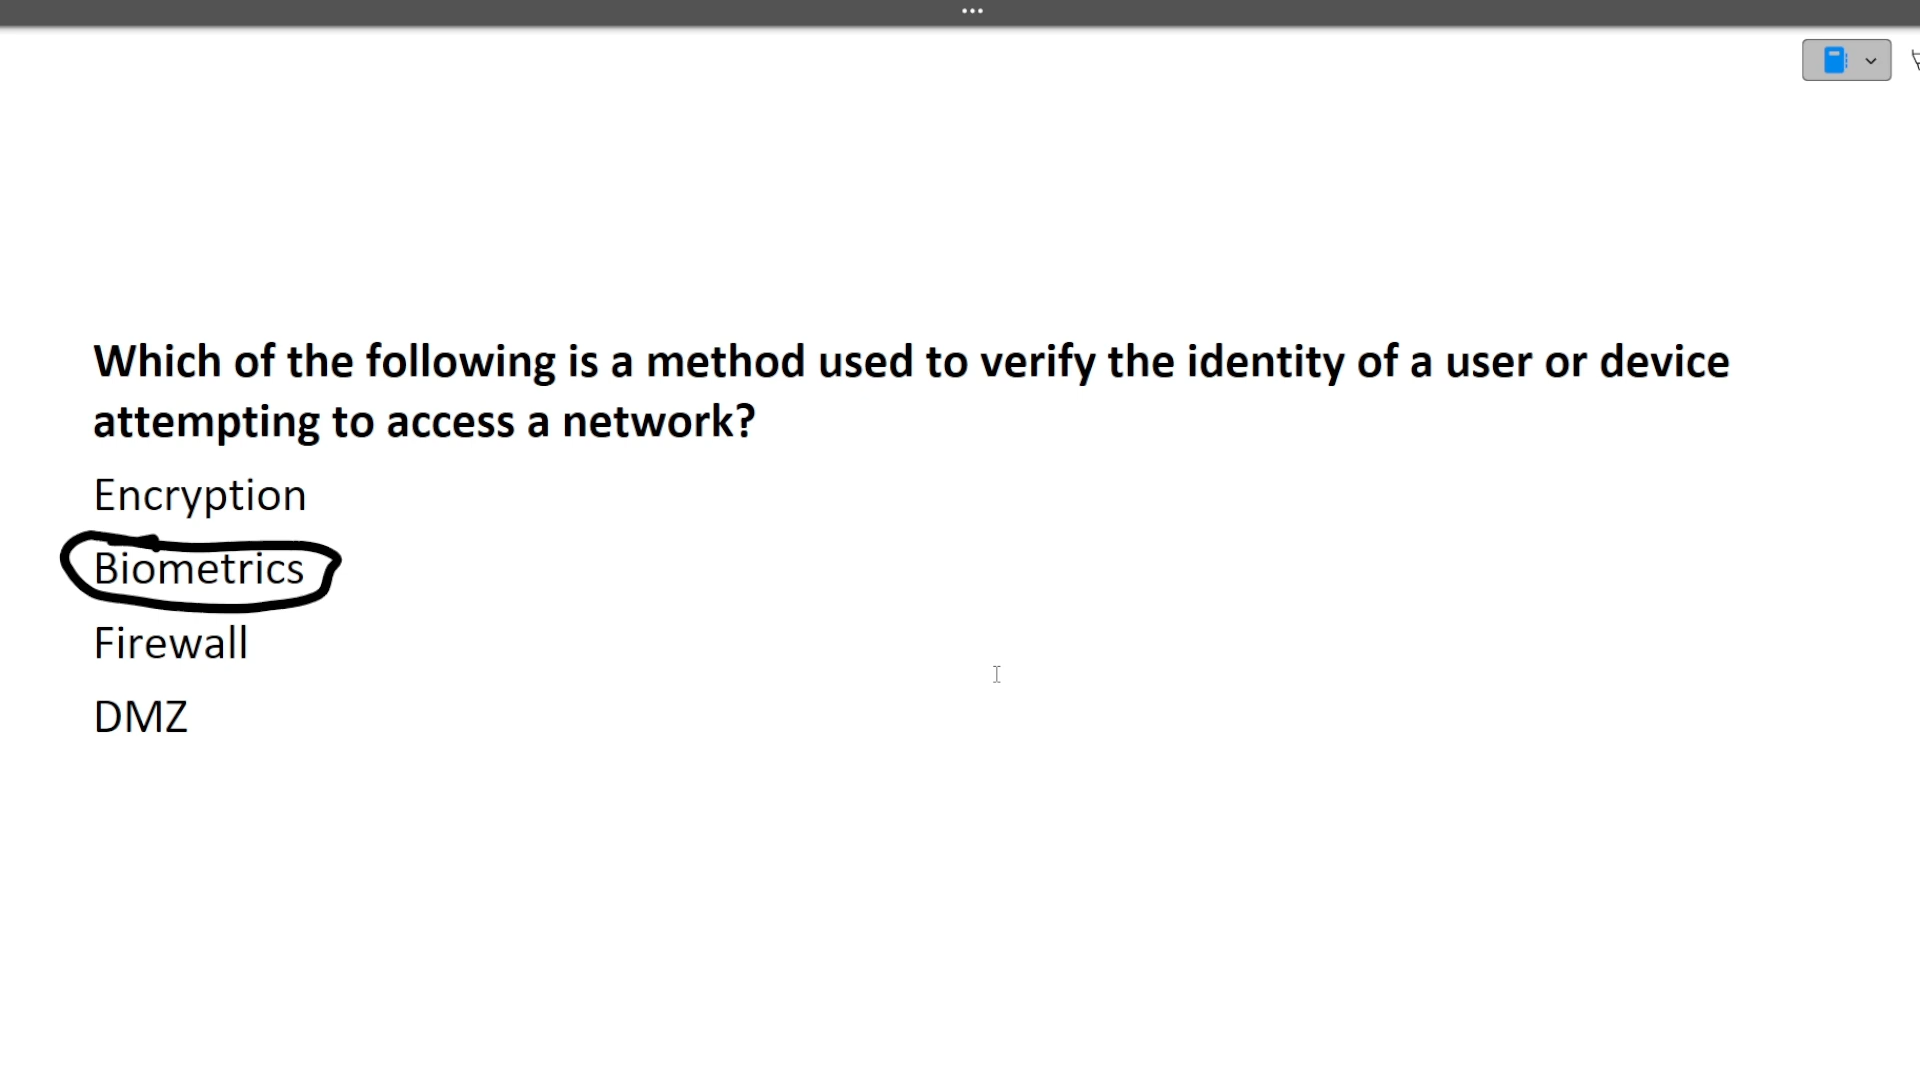 Which of the following is a method used to verify the identity of a user or device
attempting to access a network?
Encryption
Biometrics
Firewall
DMZ